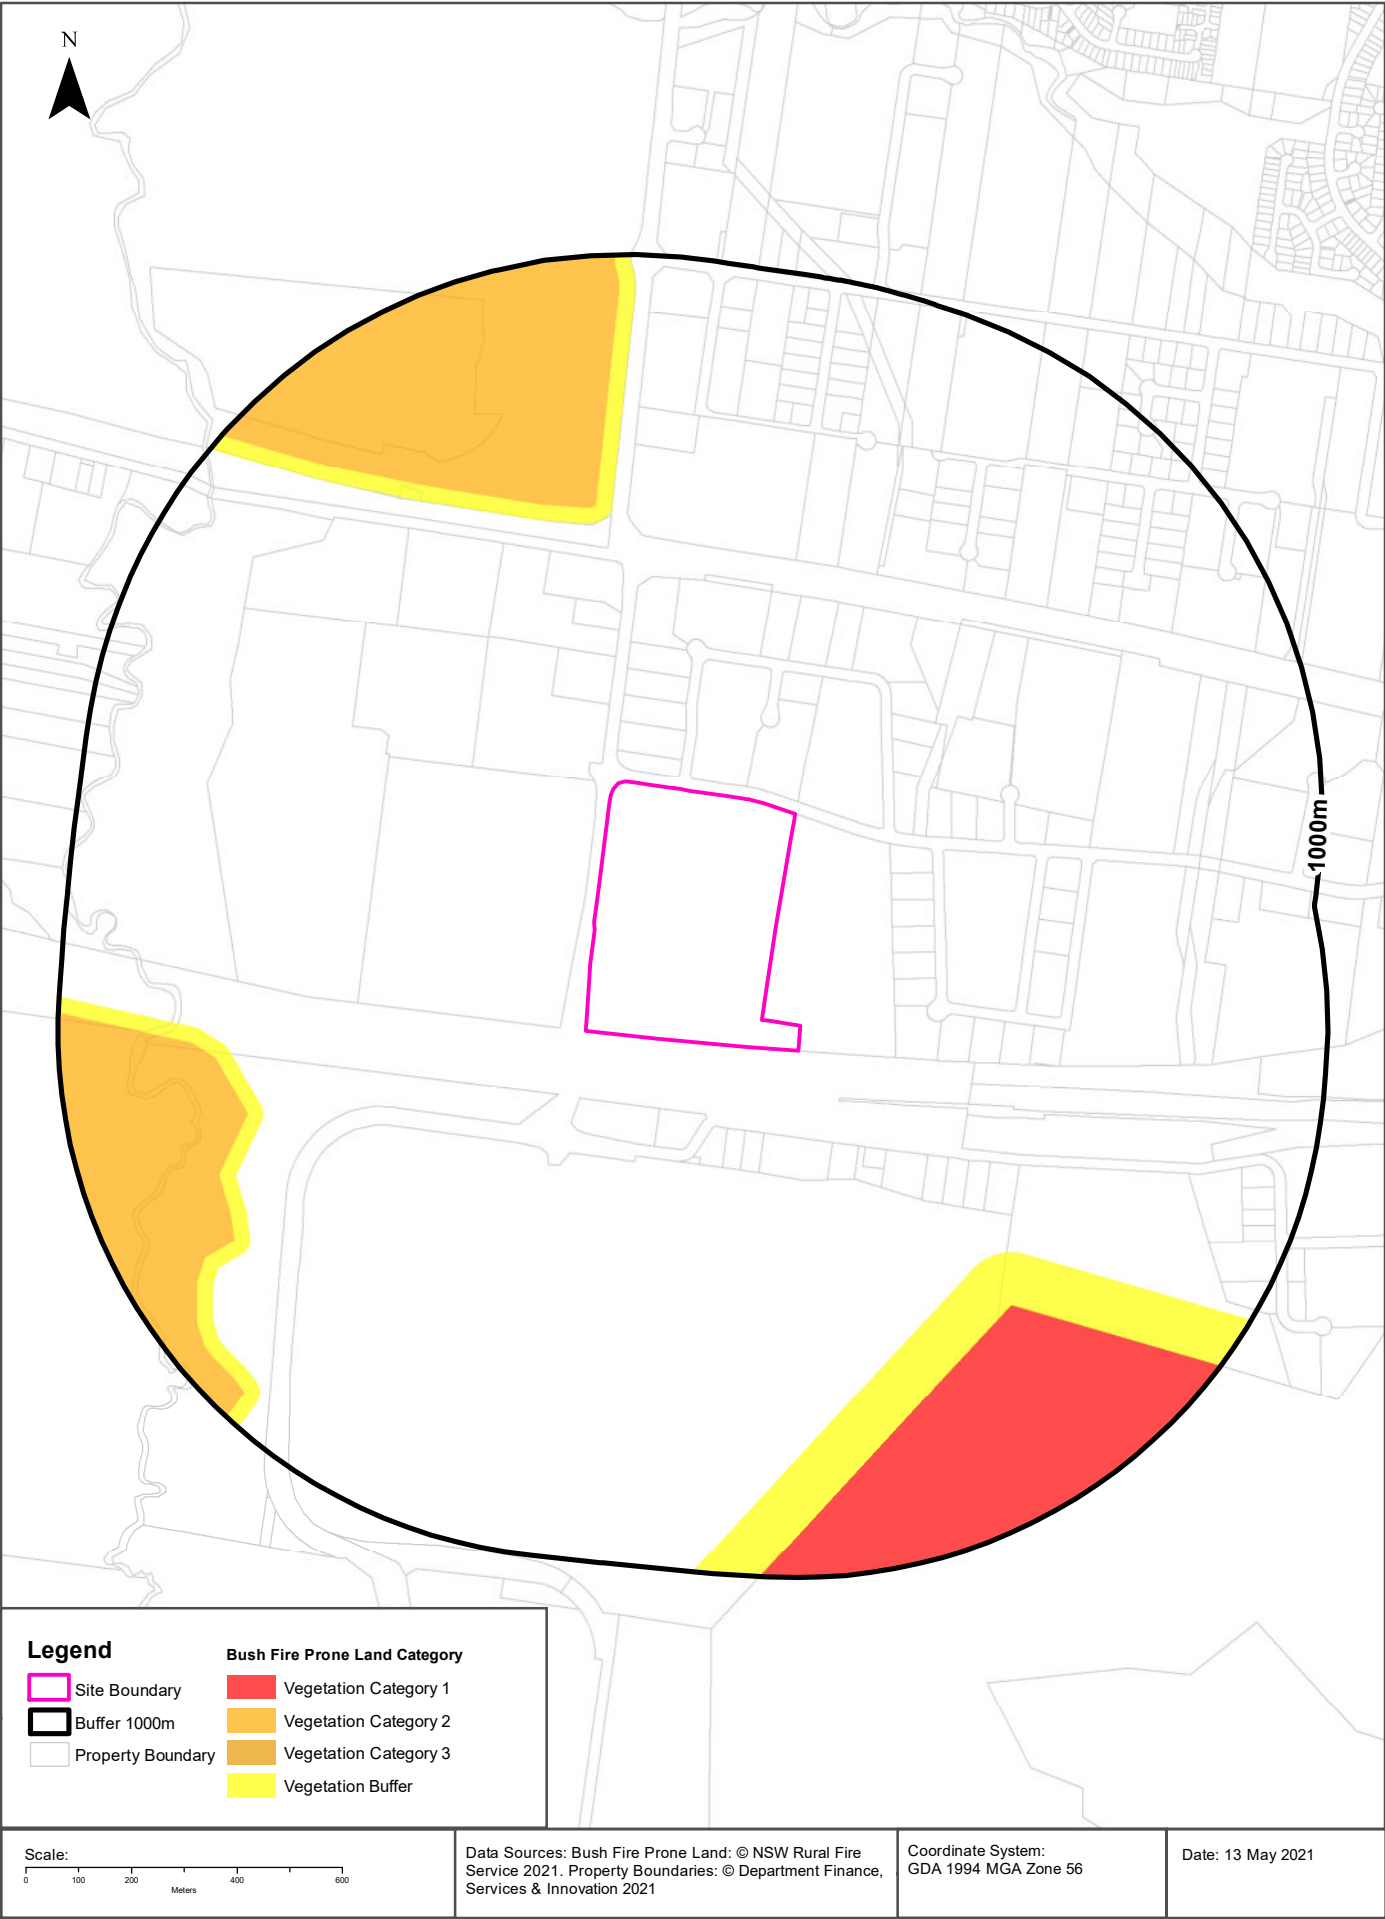 N
1000m
Legend
Site Boundary
Buffer 1000m
Property Boundary
Bush Fire Prone Land Category
Vegetation Category 1
Vegetation Category 2
Vegetation Category 3
Vegetation Buffer
Scale:
0 100 200 400 600
Meters
Data Sources: Bush Fire Prone Land: © NSW Rural Fire
Service 2021. Property Boundaries: © Department Finance,
Services & Innovation 2021
Coordinate System:
GDA 1994 MGA Zone 56
Date: 13 May 2021